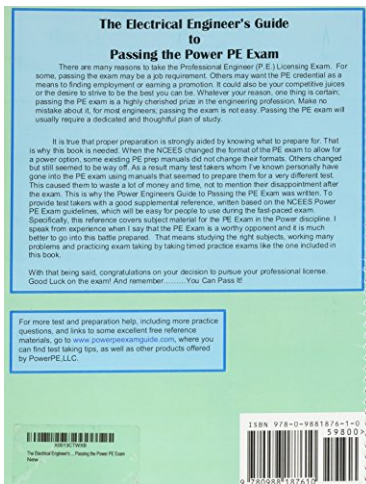 The Electrical Engineer's Guide
to
Passing the Power PE Exam
There are many reasons to take the Professional Engineer (P.E.) Licensing Exam. For
some, passing the exam may be a job requirement. Others may want the PE credential as a
means to finding employment or earning a promotion. It could also be your competitive juices
or the desire to strive to be the best you can be. Whatever your reason, one thing is certain;
passing the PE exam is a highly cherished prize in the engineering profession. Make no
mistake about it, for most engineers; passing the exam is not easy. Passing the PE exam will
usually require a dedicated and thoughtful plan of study.
It is true that proper preparation is strongly aided by knowing what to prepare for. That
is why this book is needed. When the NCEES changed the format of the PE exam to allow for
a power option, some existing PE prep manuals did not change their formats. Others changed
but still seemed to be way off. As a result many test takers whom I've known personally have
gone into the PE exam using manuals that seemed to prepare them for a very different test.
This caused them to waste a lot of money and time, not to mention their disappointment after
the exam. This is why the Power Engineers Guide to Passing the PE exam was written. To
provide test takers with a good supplemental reference, written based on the NCEES Power
PE Exam guidelines, which will be easy for people to use during the fast-paced exam.
Specifically, this reference covers subject material for the PE Exam in the Power discipline. I
speak from experience when I say that the PE Exam is a worthy opponent and it is much
better to go into this battle prepared. That means studying the right subjects, working many
problems and practicing exam taking by taking timed practice exams like the one included in
this book.
With that being said, congratulations on your decision to pursue your professional license.
Good Luck on the exam! And remember..........You Can Pass It!
For more test and preparation help, including more practice
questions, and links to some excellent free reference
materials, go to www.powerpeexamguide.com, where you
can find test taking tips, as well as other products offered
by PowerPE,LLC.
ISBN 978-0-9881876-1-0
59800>
9 780988 187610
X0013CTWXB
The Electrical Engineer's... Passing the Power PE Exam
New